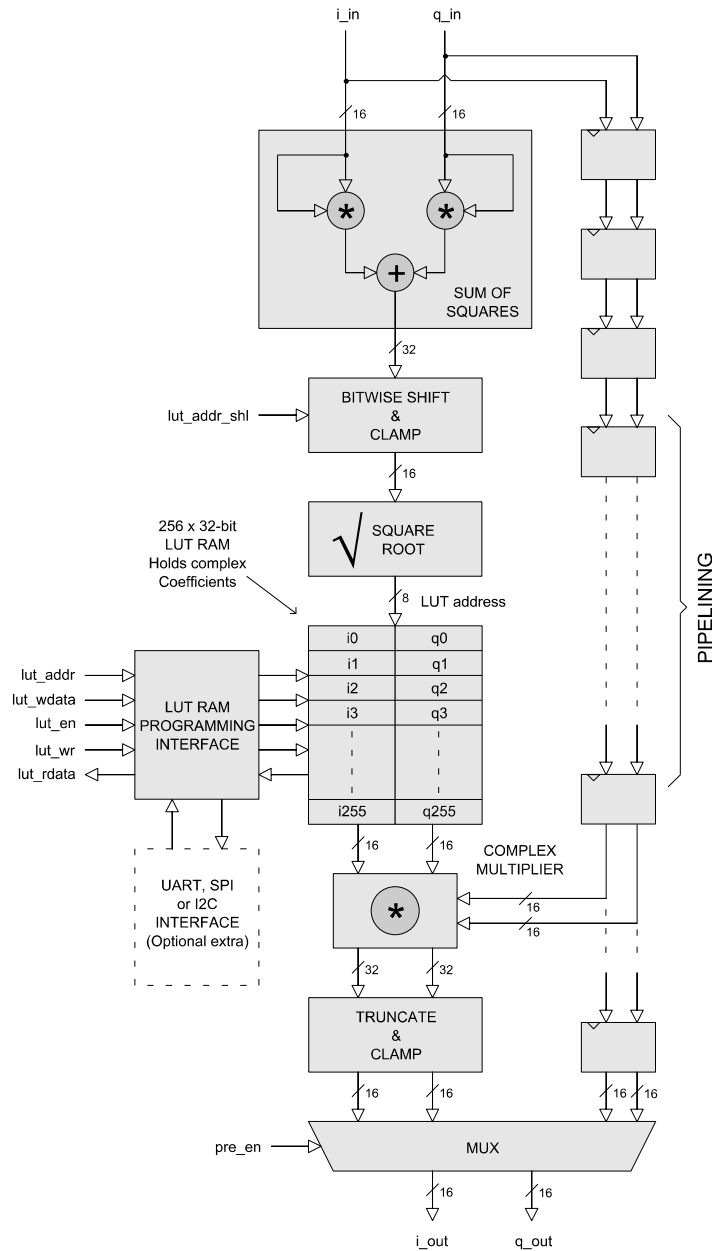 i_in
q_in
16
16
*
*
+
SUM OF
SQUARES
32
lut_addr_shl
BITWISE SHIFT
&
CLAMP
16
256 x 32-bit
LUT RAM
Holds complex
Coefficients
√
SQUARE
ROOT
8
LUT address
PIPELINING
i0
q0
i1
q1
i2
q2
i3
q3
i255
q255
lut_addr
lut_wdata
lut_en
lut_wr
lut_rdata
LUT RAM
PROGRAMMING
INTERFACE
UART, SPI
or I2C
INTERFACE
(Optional extra)
16
16
COMPLEX
MULTIPLIER
*
16
16
32
32
TRUNCATE
&
CLAMP
16
16
16
16
pre_en
MUX
16
16
i_out
q_out